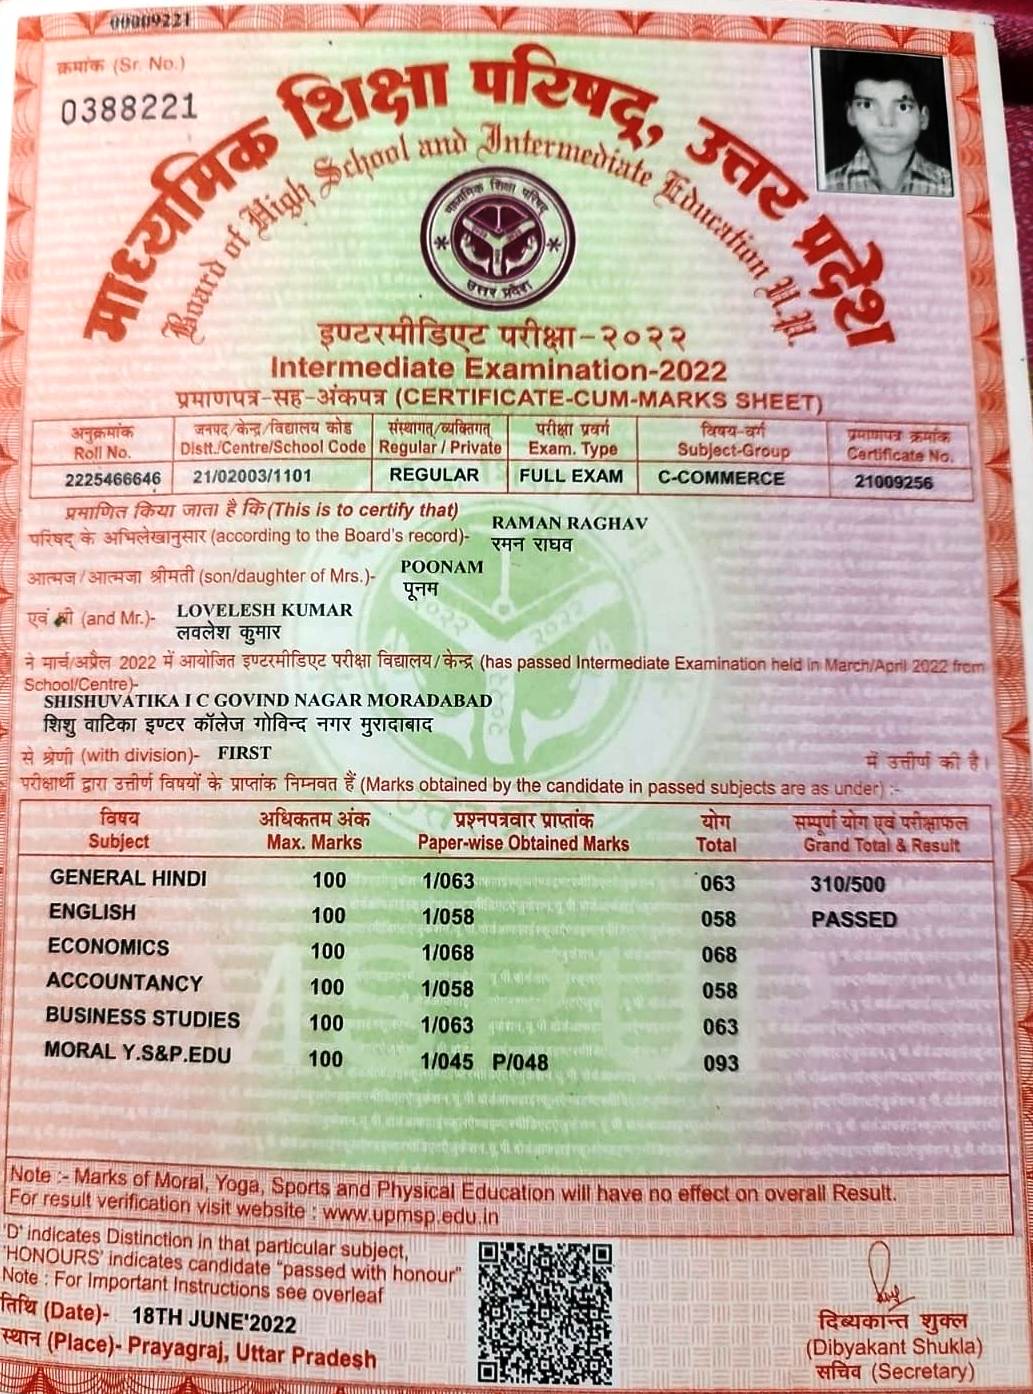 00009221
क्रमांक (Sr. No.)
0388221
माध्यमिक शिक्षा परिषद्, उत्तर प्रदेश
Board of High School and Intermediate Education U.P.
माध्यमिक शिक्षा परिषद्
उत्तर प्रदेश
इण्टरमीडिएट परीक्षा-२०२२
Intermediate Examination-2022
प्रमाणपत्र-सह-अंकपत्र (CERTIFICATE-CUM-MARKS SHEET)
अनुक्रमांक जनपद/केन्द्र/विद्यालय कोड संस्थागत/व्यक्तिगत परीक्षा प्रवर्ग विषय-वर्ग प्रमाणपत्र क्रमांक
Roll No. Distt./Centre/School Code Regular / Private Exam. Type Subject-Group Certificate No.
2225466646 21/02003/1101 REGULAR FULL EXAM C-COMMERCE 21009256
प्रमाणित किया जाता है कि (This is to certify that) RAMAN RAGHAV
परिषद् के अभिलेखानुसार (according to the Board's record)- रमन राघव
POONAM
आत्मज/आत्मजा श्रीमती (son/daughter of Mrs.)- पूनम
एवं श्री (and Mr.)- LOVELESH KUMAR
लवलेश कुमार
ने मार्च/अप्रैल 2022 में आयोजित इण्टरमीडिएट परीक्षा विद्यालय/केन्द्र (has passed Intermediate Examination held in March/April 2022 from
School/Centre)-
SHISHUVATIKA I C GOVIND NAGAR MORADABAD
शिशु वाटिका इण्टर कॉलेज गोविन्द नगर मुरादाबाद
से श्रेणी (with division)- FIRST में उत्तीर्ण की है।
परीक्षार्थी द्वारा उत्तीर्ण विषयों के प्राप्तांक निम्नवत हैं (Marks obtained by the candidate in passed subjects are as under) :-
विषय अधिकतम अंक प्रश्नपत्रवार प्राप्तांक योग सम्पूर्ण योग एवं परीक्षाफल
Subject Max. Marks Paper-wise Obtained Marks Total Grand Total & Result
GENERAL HINDI 100 1/063 063 310/500
ENGLISH 100 1/058 058 PASSED
ECONOMICS 100 1/068 068
ACCOUNTANCY 100 1/058 058
BUSINESS STUDIES 100 1/063 063
MORAL Y.S&P.EDU 100 1/045 P/048 093
Note :- Marks of Moral, Yoga, Sports and Physical Education will have no effect on overall Result.
For result verification visit website : www.upmsp.edu.in
'D' indicates Distinction in that particular subject,
'HONOURS' indicates candidate "passed with honour"
Note : For Important Instructions see overleaf
तिथि (Date)- 18TH JUNE'2022
स्थान (Place)- Prayagraj, Uttar Pradesh
दिब्यकान्त शुक्ल
(Dibyakant Shukla)
सचिव (Secretary)